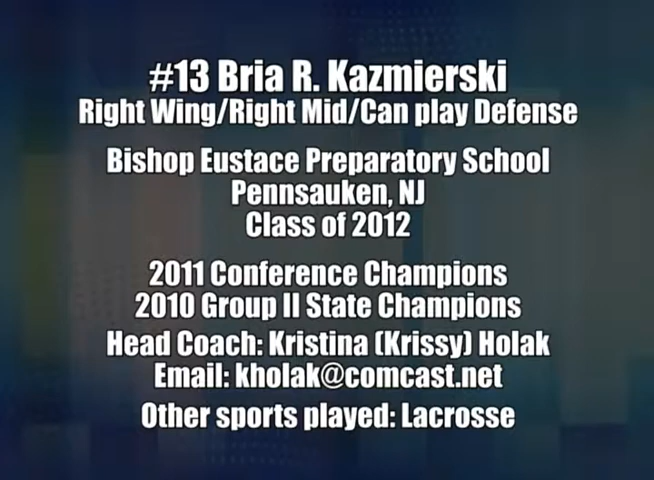 #13 Bria R. Kazmierski
Right Wing/Right Mid/Can play Defense
Bishop Eustace Preparatory School
Pennsauken, NJ
Class of 2012
2011 Conference Champions
2010 Group II State Champions
Head Coach: Kristina (Krissy) Holak
Email: kholak@comcast.net
Other sports played: Lacrosse